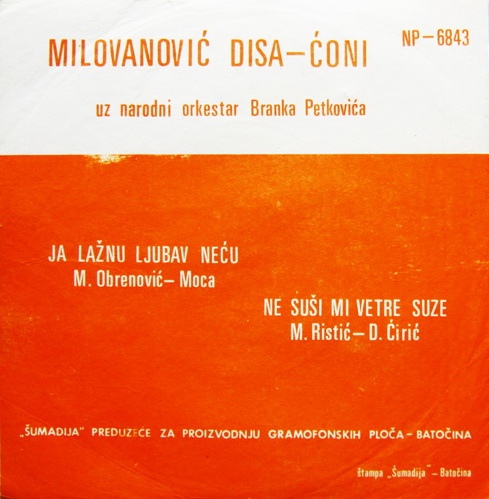 MILOVANOVIĆ DISA-ĆONI
NP-6843
uz narodni orkestar Branka Petkovića
JA LAŽNU LJUBAV NEĆU
M. Obrenović-Moca
NE SUŠI MI VETRE SUZE
M. Ristić-D. Ćirić
„ŠUMADIJA" PREDUZEĆE ZA PROIZVODNJU GRAMOFONSKIH PLOČA-BATOČINA
štampa „Šumadija"-Batočina